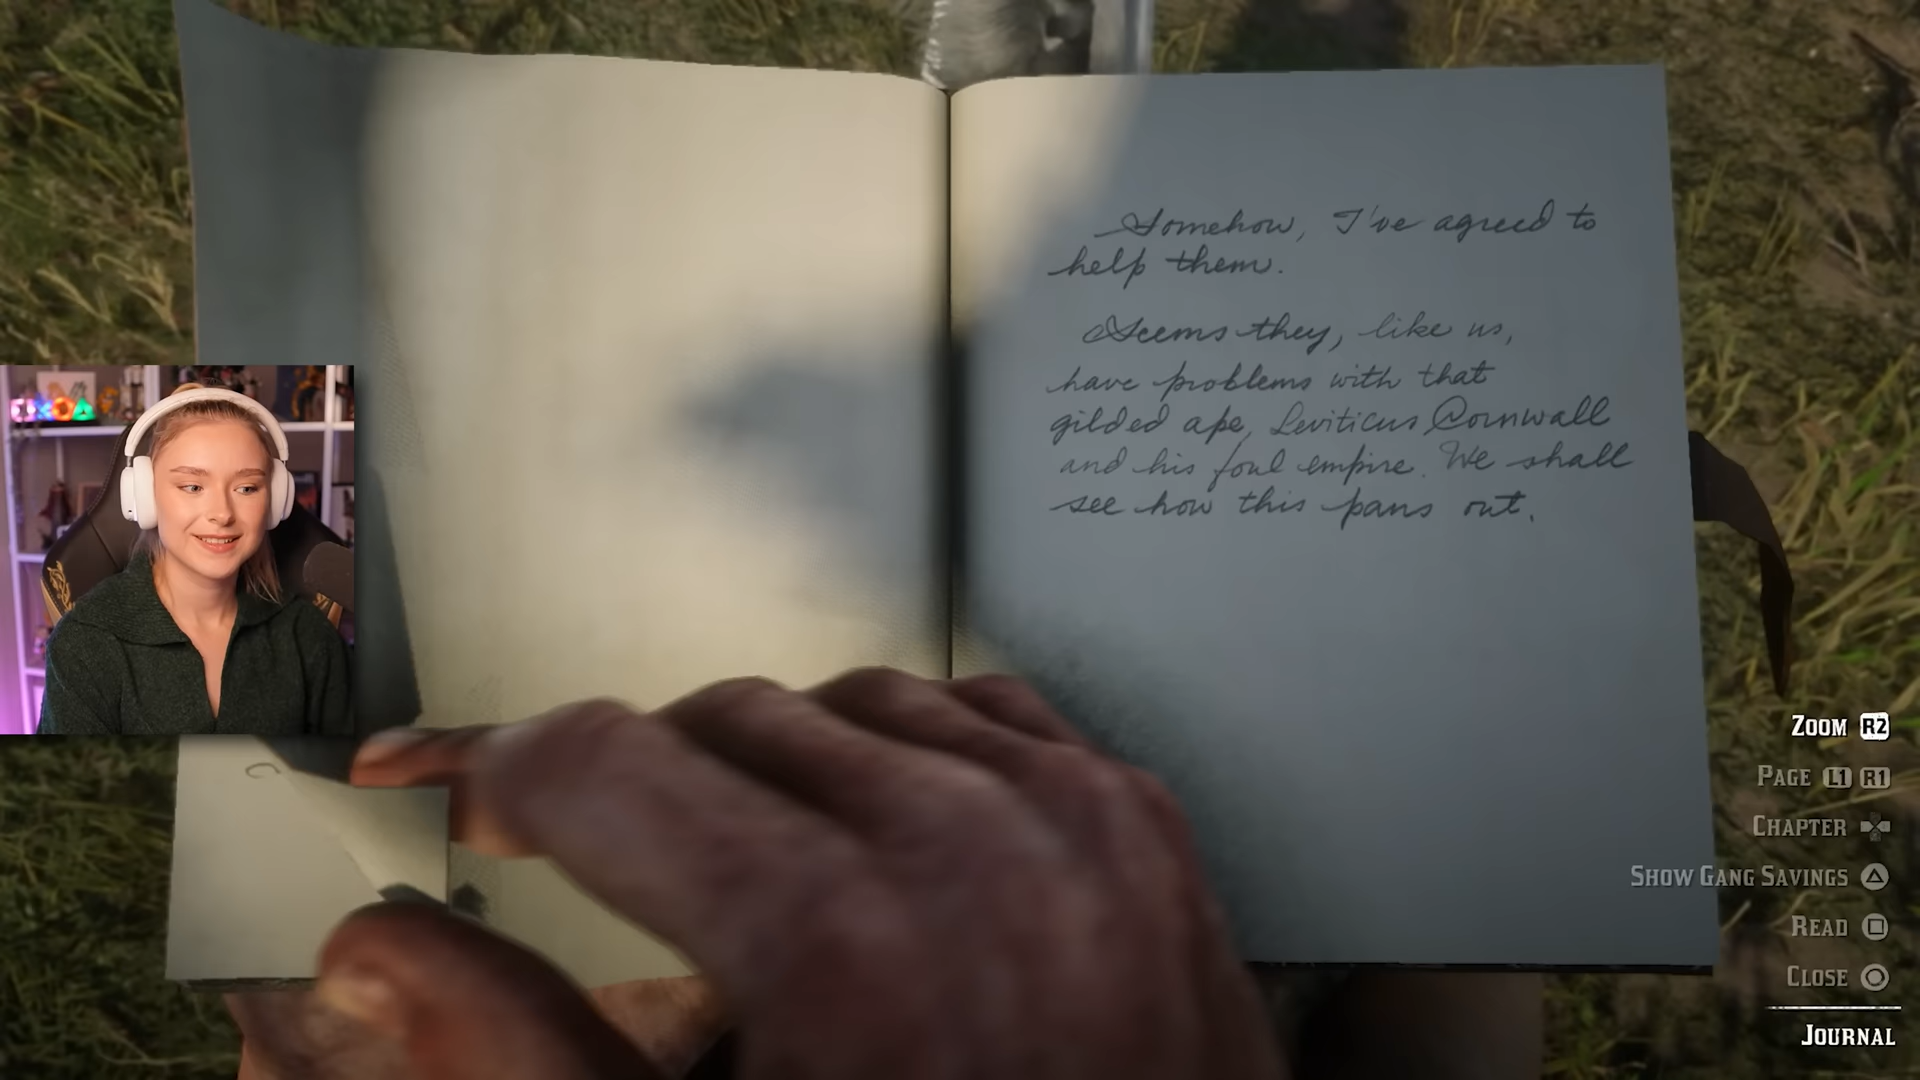 Somehow, I've agreed to
help them.
Seems they, like us,
have problems with that
gilded ape, Leviticus Cornwall
and his foul empire. We shall
see how this pans out.
ZOOM R2
PAGE L1 R1
CHAPTER
SHOW GANG SAVINGS
READ
CLOSE
JOURNAL